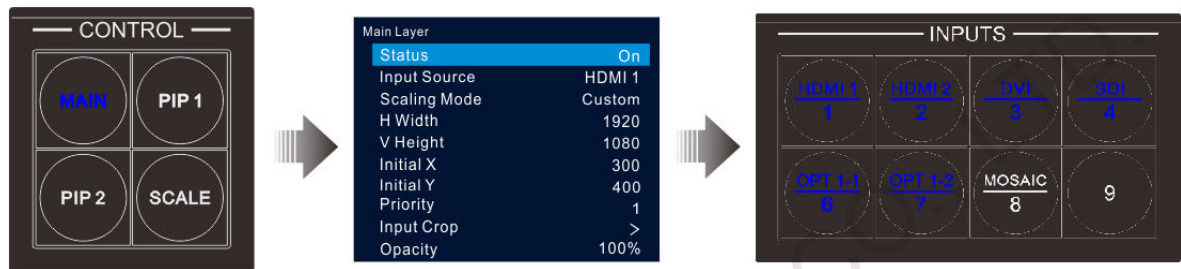 CONTROL
MAIN
PIP 1
PIP 2
SCALE
Main Layer
Status On
Input Source HDMI 1
Scaling Mode Custom
H Width 1920
V Height 1080
Initial X 300
Initial Y 400
Priority 1
Input Crop >
Opacity 100%
INPUTS
HDMI 1
1
HDMI 2
2
DVI
3
SDI
4
OPT 1-1
6
OPT 1-2
7
MOSAIC
8
9